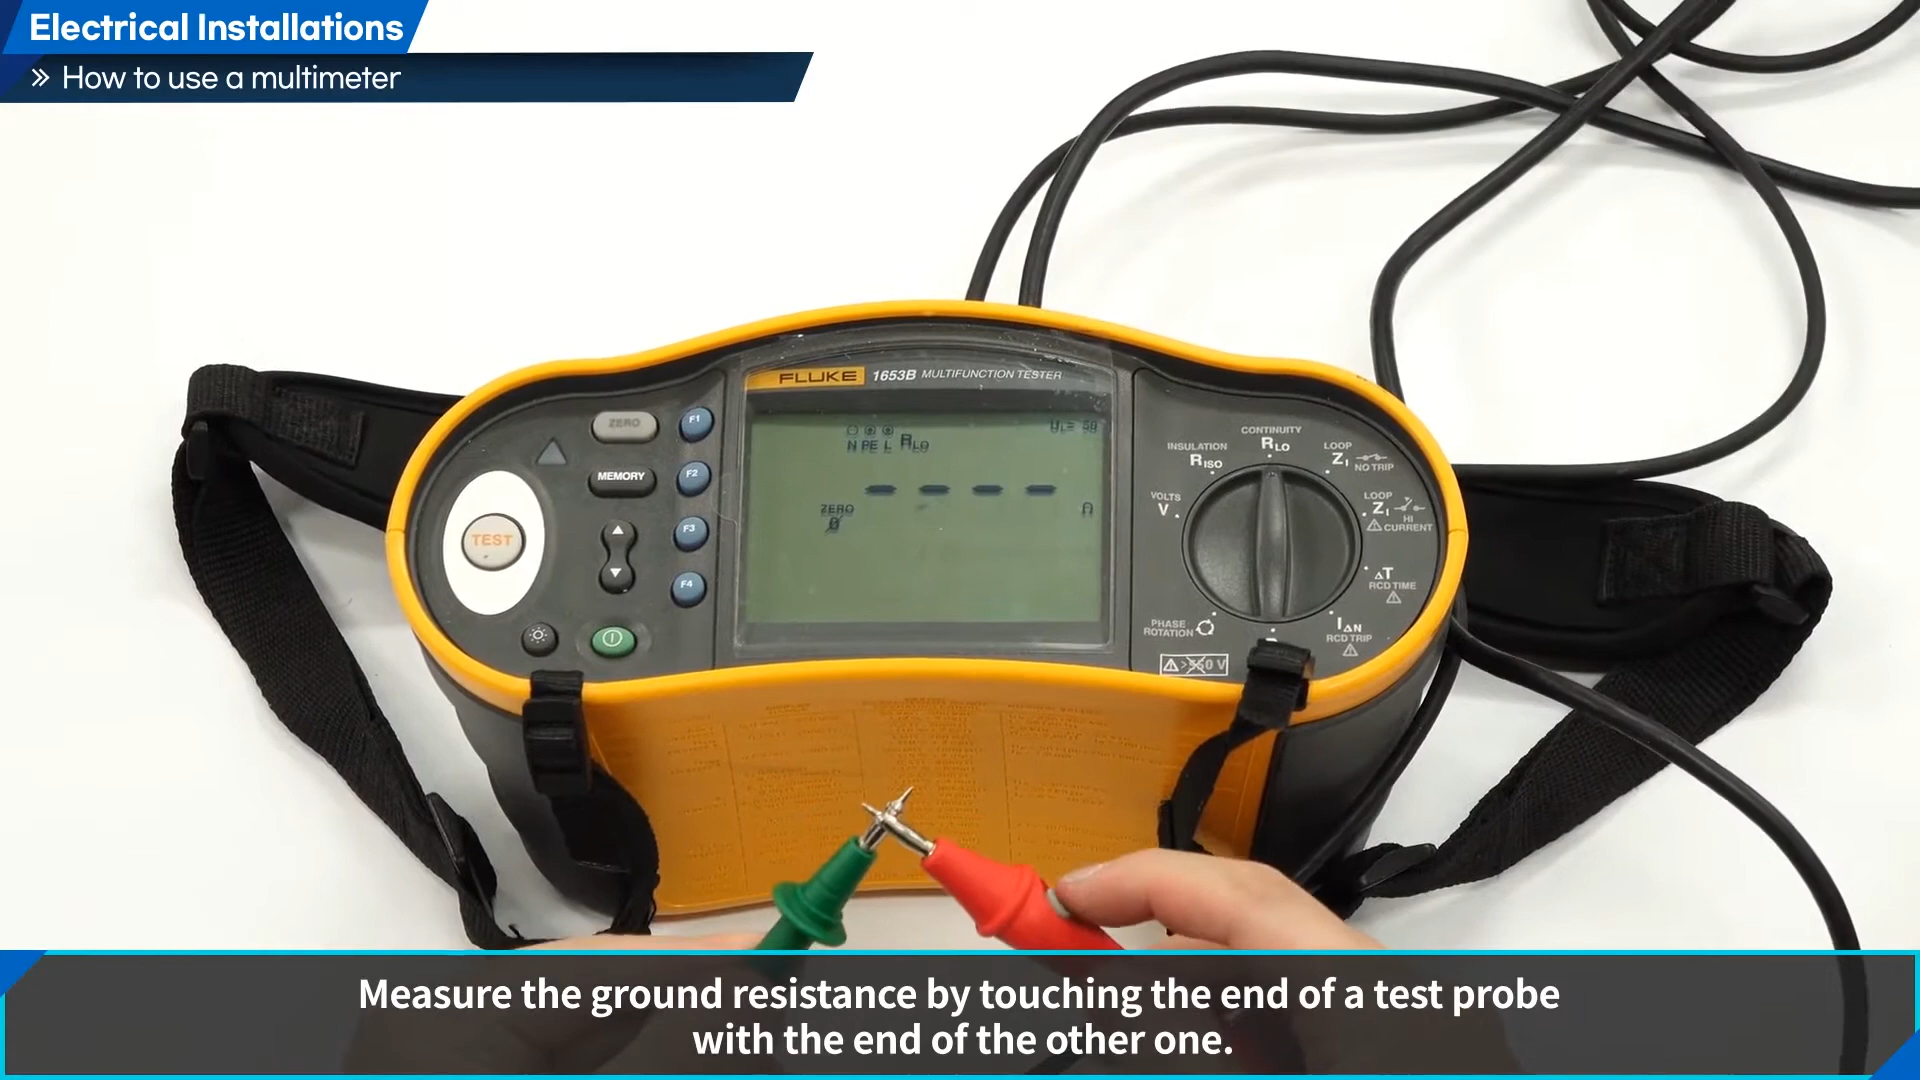 Electrical Installations
How to use a multimeter
FLUKE 1653B MULTIFUNCTION TESTER
ZERO
F1
MEMORY
F2
TEST
F3
F4
N PE L RLO
UL= 50
ZERO
Ω
CONTINUITY
RLO
INSULATION
RISO
LOOP
ZI NO TRIP
VOLTS
V
LOOP
ZI HI
CURRENT
ΔT
RCD TIME
IΔN
RCD TRIP
PHASE
ROTATION
Measure the ground resistance by touching the end of a test probe
with the end of the other one.